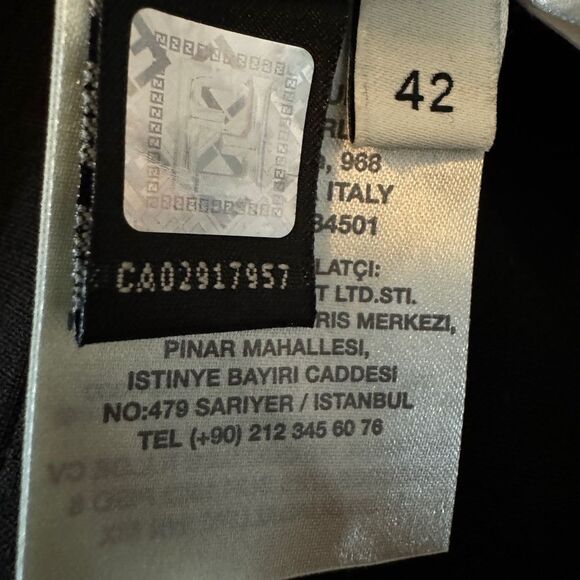 42
968
ITALY
34501
CA02917957
LATÇI:
T LTD.STI.
RIS MERKEZI,
PINAR MAHALLESI,
ISTINYE BAYIRI CADDESI
NO:479 SARIYER / ISTANBUL
TEL (+90) 212 345 60 76